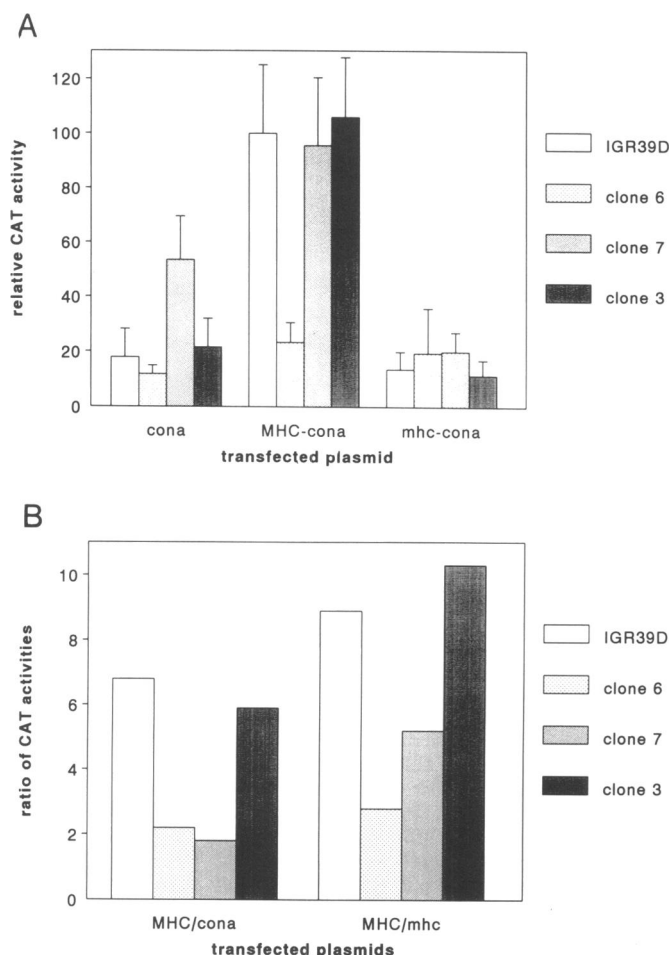 A
relative CAT activity
120
100
80
60
40
20
0
cona
MHC-cona
mhc-cona
transfected plasmid
IGR39D
clone 6
clone 7
clone 3
B
ratio of CAT activities
10
8
6
4
2
0
MHC/cona
MHC/mhc
transfected plasmids
IGR39D
clone 6
clone 7
clone 3